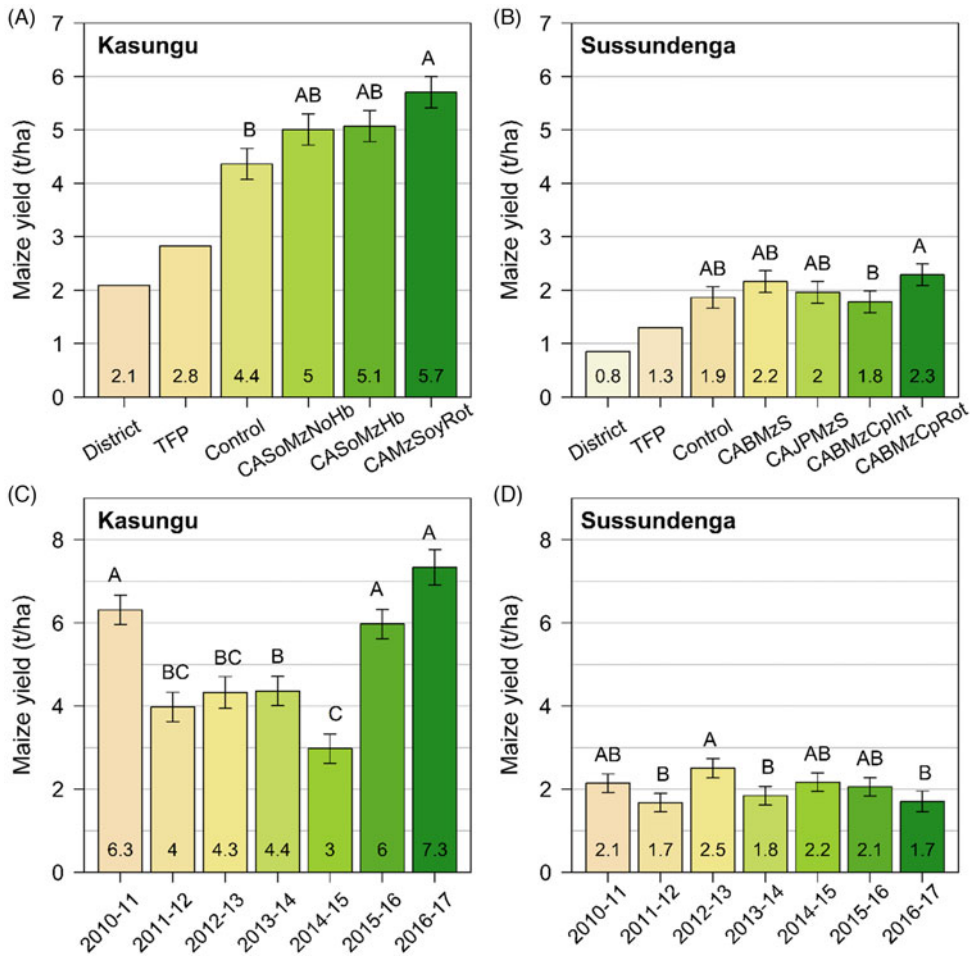 (A)
Kasungu
Maize yield (t/ha)
7
6
5
4
3
2
1
0
B
AB
AB
A
2.1
2.8
4.4
5
5.1
5.7
District
TFP
Control
CASoMzNoHb
CASoMzHb
CAMzSoyRot
(B)
Sussundenga
Maize yield (t/ha)
7
6
5
4
3
2
1
0
AB
AB
AB
B
A
0.8
1.3
1.9
2.2
2
1.8
2.3
District
TFP
Control
CABMzS
CAJPMzS
CABMzCpInt
CABMzCpRot
(C)
Kasungu
Maize yield (t/ha)
8
6
4
2
0
A
BC
BC
B
C
A
A
6.3
4
4.3
4.4
3
6
7.3
2010-11
2011-12
2012-13
2013-14
2014-15
2015-16
2016-17
(D)
Sussundenga
Maize yield (t/ha)
8
6
4
2
0
AB
B
A
B
AB
AB
B
2.1
1.7
2.5
1.8
2.2
2.1
1.7
2010-11
2011-12
2012-13
2013-14
2014-15
2015-16
2016-17